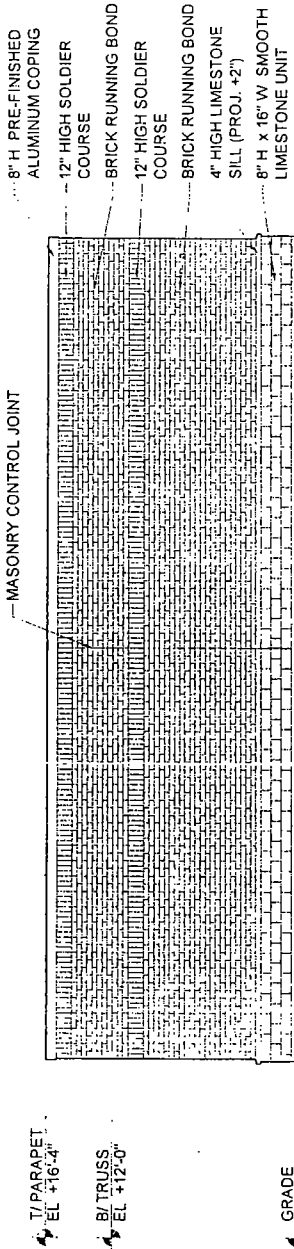 8" H PRE-FINISHED
ALUMINUM COPING
12" HIGH SOLDIER
COURSE
BRICK RUNNING BOND
12" HIGH SOLDIER
COURSE
BRICK RUNNING BOND
4" HIGH LIMESTONE
SILL (PROJ. +2")
8" H x 16" W SMOOTH
LIMESTONE UNIT
MASONRY CONTROL JOINT
T/ PARAPET
EL +16'-4"
B/ TRUSS
EL +12'-0"
GRADE